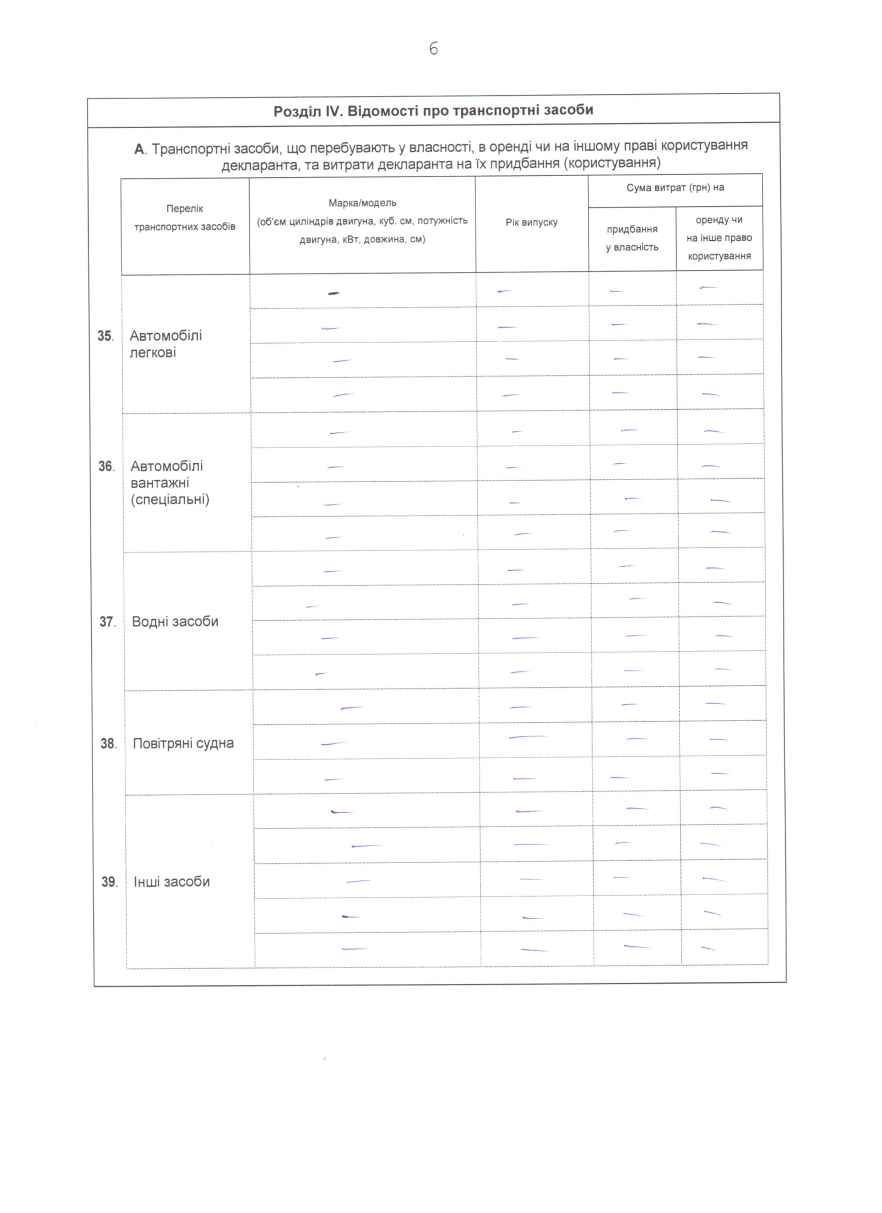 6
Розділ IV. Відомості про транспортні засоби
А. Транспортні засоби, що перебувають у власності, в оренді чи на іншому праві користування
декларанта, та витрати декларанта на їх придбання (користування)
Перелік
транспортних засобів
Марка/модель
(об'єм циліндрів двигуна, куб. см, потужність
двигуна, кВт, довжина, см)
Рік випуску
Сума витрат (грн) на
придбання
у власність
оренду чи
на інше право
користування
35. Автомобілі
легкові
– – – –
– – – –
– – – –
– – – –
36. Автомобілі
вантажні
(спеціальні)
– – – –
– – – –
– – – –
– – – –
37. Водні засоби
– – – –
– – – –
– – – –
– – – –
38. Повітряні судна
– – – –
– – – –
– – – –
39. Інші засоби
– – – –
– – – –
– – – –
– – – –
– – – –